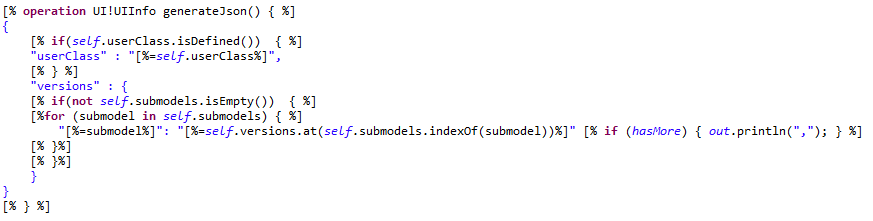 [% operation UI!UIInfo generateJson() { %]
{
[% if(self.userClass.isDefined())  { %]
"userClass" : "[%=self.userClass%]",
[% } %]
"versions" : {
[% if(not self.submodels.isEmpty())  { %]
[%for (submodel in self.submodels) { %]
"[%=submodel%]": "[%=self.versions.at(self.submodels.indexOf(submodel))%]" [% if (hasMore) { out.println(","); } %]
[% }%]
[% }%]
}
}
[% } %]